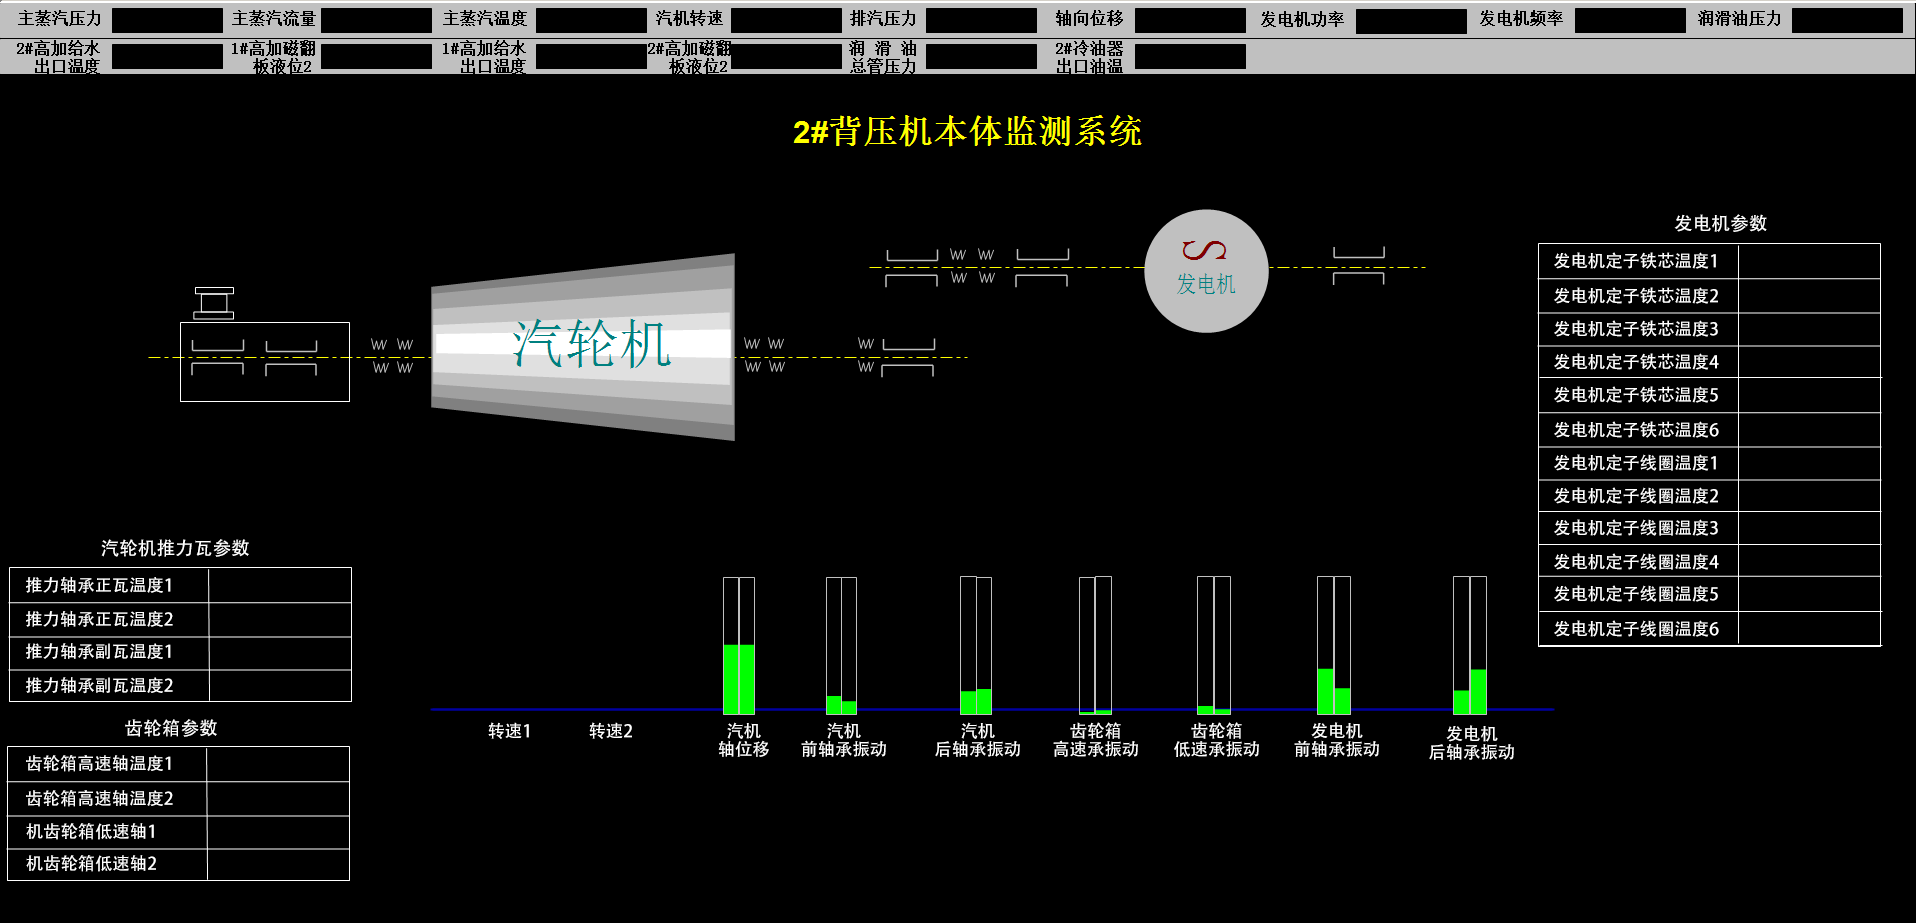 主蒸汽压力 主蒸汽流量 主蒸汽温度 汽机转速 排汽压力 轴向位移 发电机功率 发电机频率 润滑油压力
2#高加给水 1#高加磁翻 1#高加给水 2#高加磁翻 润 滑 油 2#冷油器
出口温度 板液位2 出口温度 板液位2 总管压力 出口油温
2#背压机本体监测系统
S
发电机
汽轮机
W W
W W
W W
W W
W W
W W
W
W
发电机参数
发电机定子铁芯温度1
发电机定子铁芯温度2
发电机定子铁芯温度3
发电机定子铁芯温度4
发电机定子铁芯温度5
发电机定子铁芯温度6
发电机定子线圈温度1
发电机定子线圈温度2
发电机定子线圈温度3
发电机定子线圈温度4
发电机定子线圈温度5
发电机定子线圈温度6
汽轮机推力瓦参数
推力轴承正瓦温度1
推力轴承正瓦温度2
推力轴承副瓦温度1
推力轴承副瓦温度2
齿轮箱参数
齿轮箱高速轴温度1
齿轮箱高速轴温度2
机齿轮箱低速轴1
机齿轮箱低速轴2
转速1 转速2 汽机 汽机 汽机 齿轮箱 齿轮箱 发电机 发电机
轴位移 前轴承振动 后轴承振动 高速承振动 低速承振动 前轴承振动 后轴承振动